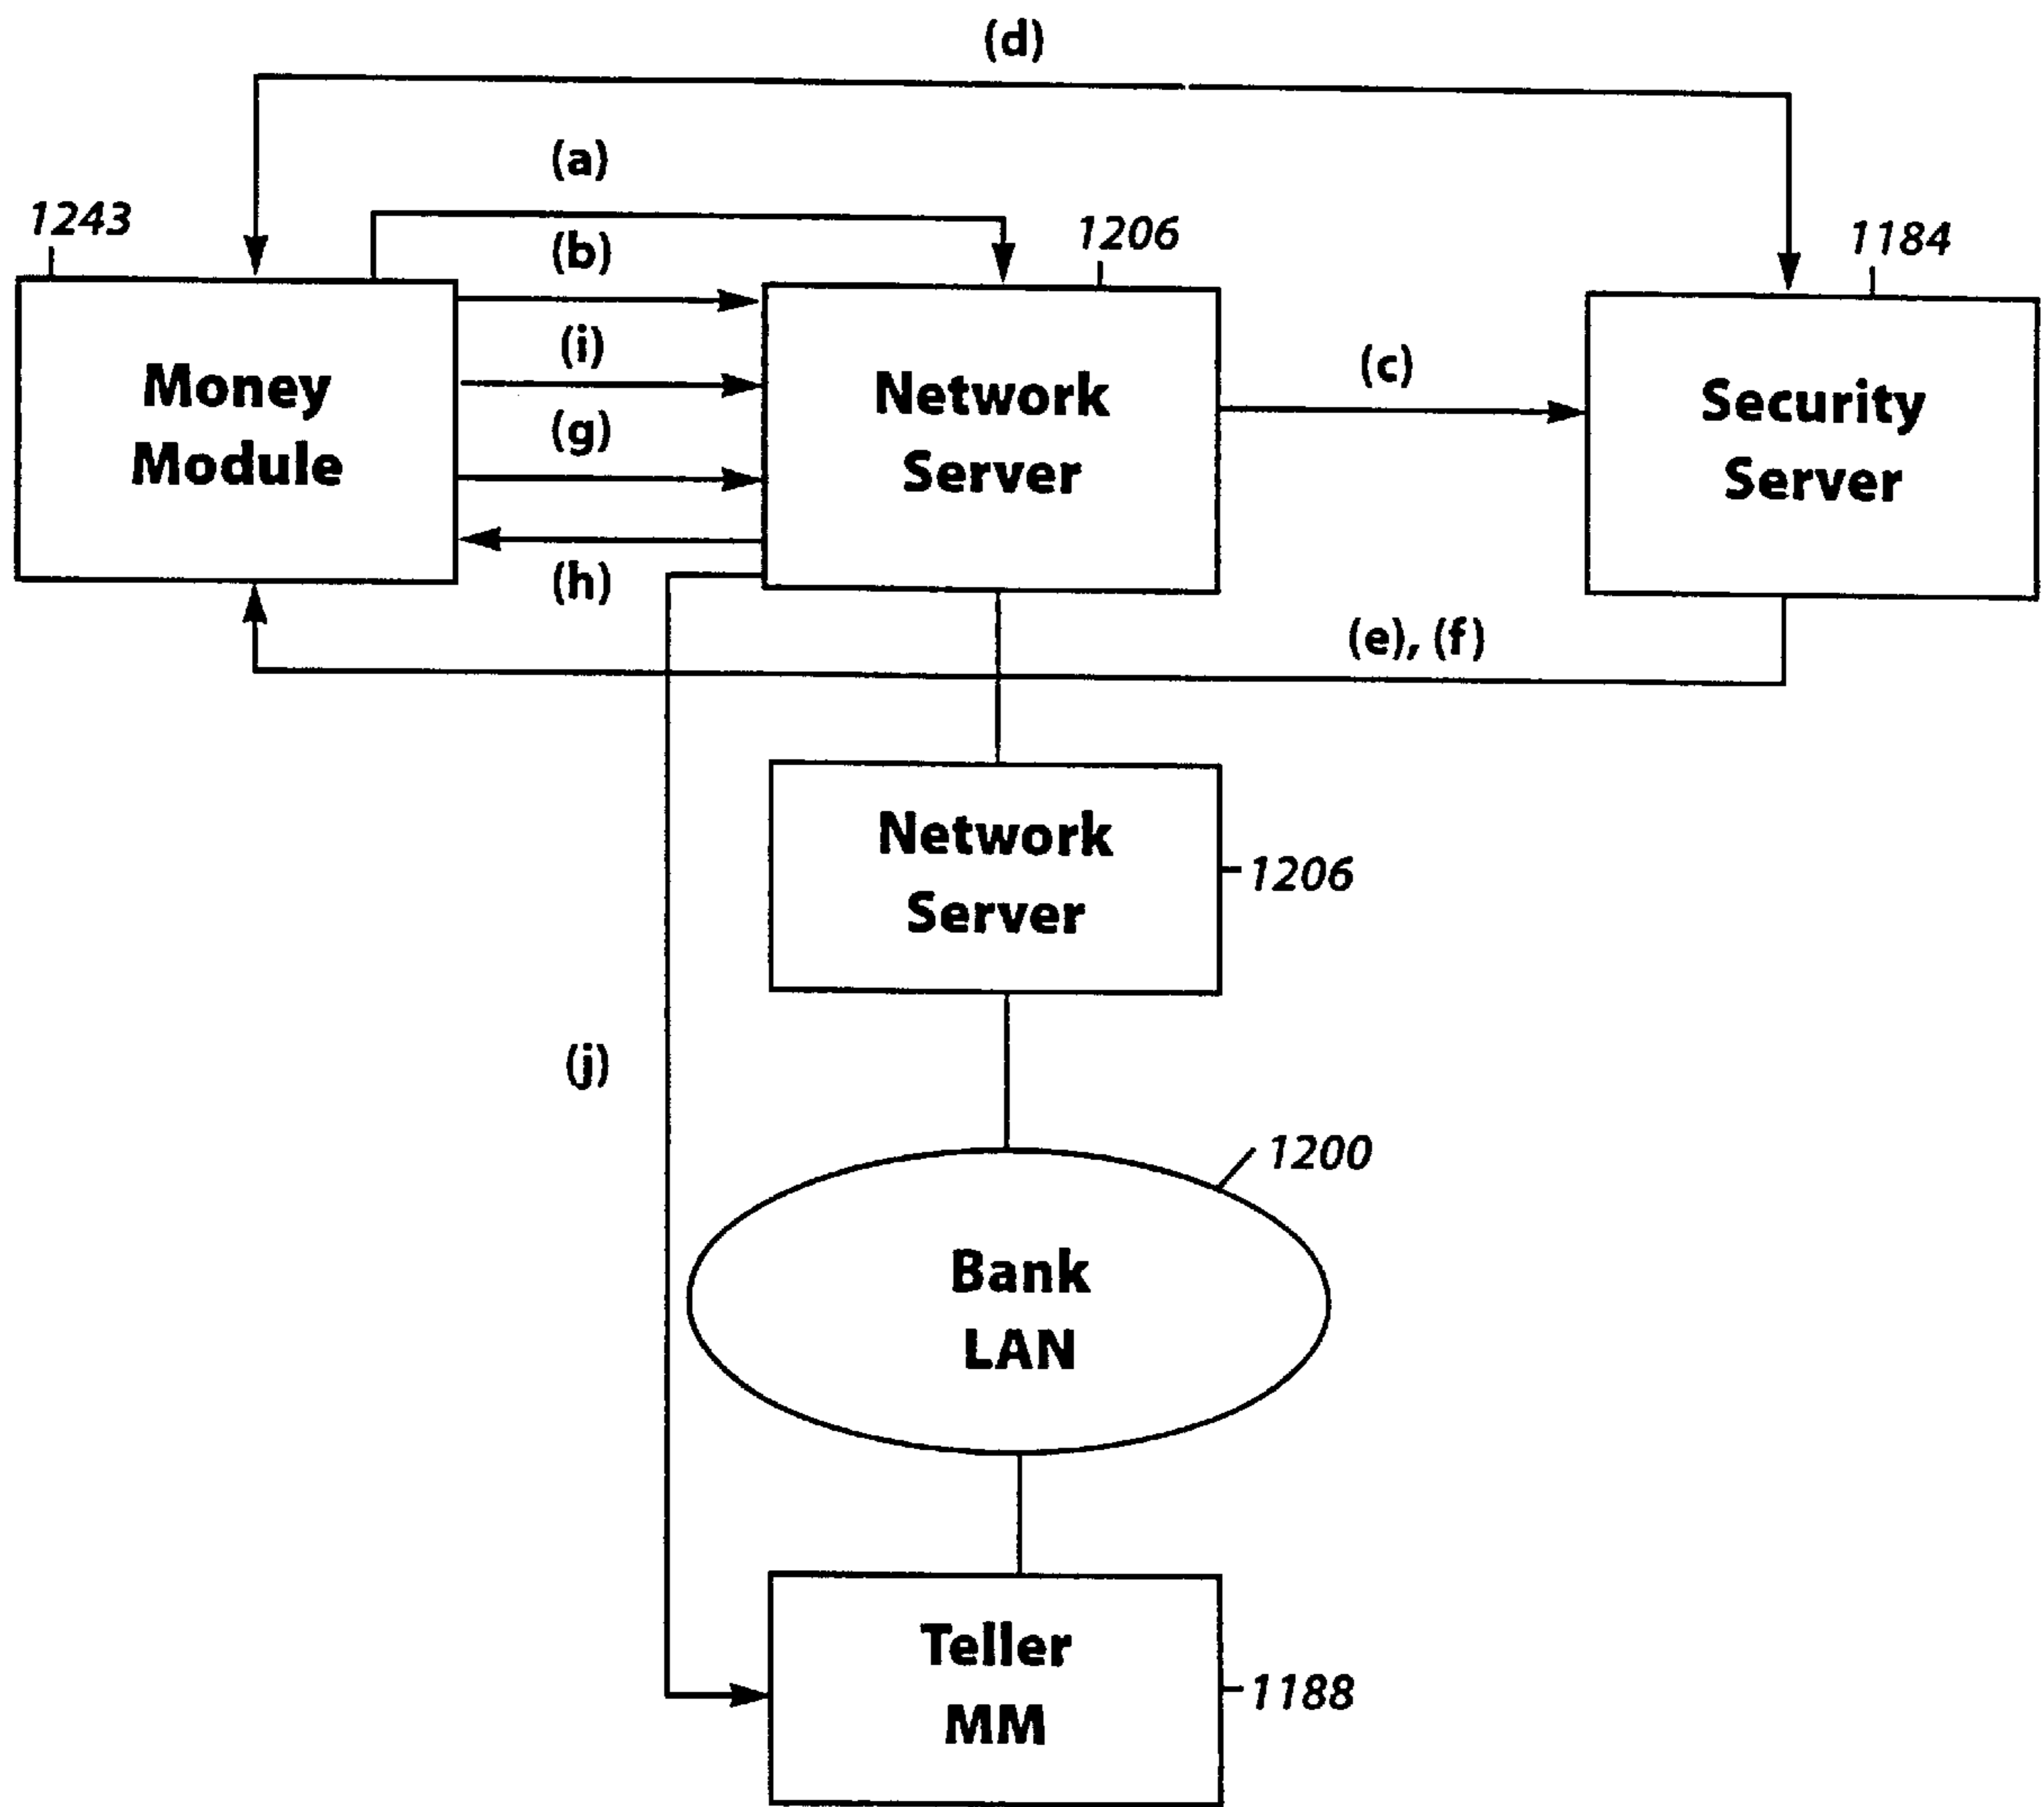 (d)
(a)
1243
(b)
1206
1184
(i)
Money
Module
(g)
Network
Server
(c)
Security
Server
(h)
(e), (f)
Network
Server
1206
(j)
1200
Bank
LAN
Teller
MM
1188